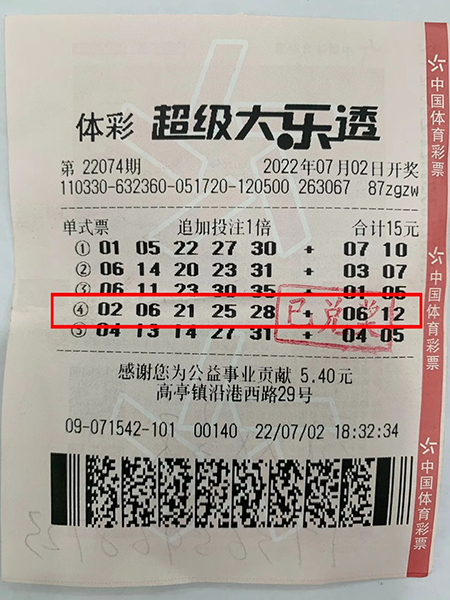 体彩 超级大乐透
第 22074期 2022年07月02日开奖
110330-632360-051720-120500 263067 87zgzw
单式票 追加投注1倍 合计15元
① 01 05 22 27 30 + 07 10
② 06 14 20 23 31 + 03 07
③ 06 11 23 30 35 + 01 05
④ 02 06 21 25 28 + 06 12
⑤ 04 13 14 27 31 + 04 05
已兑奖
感谢您为公益事业贡献 5.40元
高亭镇沿港西路29号
09-071542-101 00140 22/07/02 18:32:34
中国体育彩票
中国体育彩票
中国体育彩票